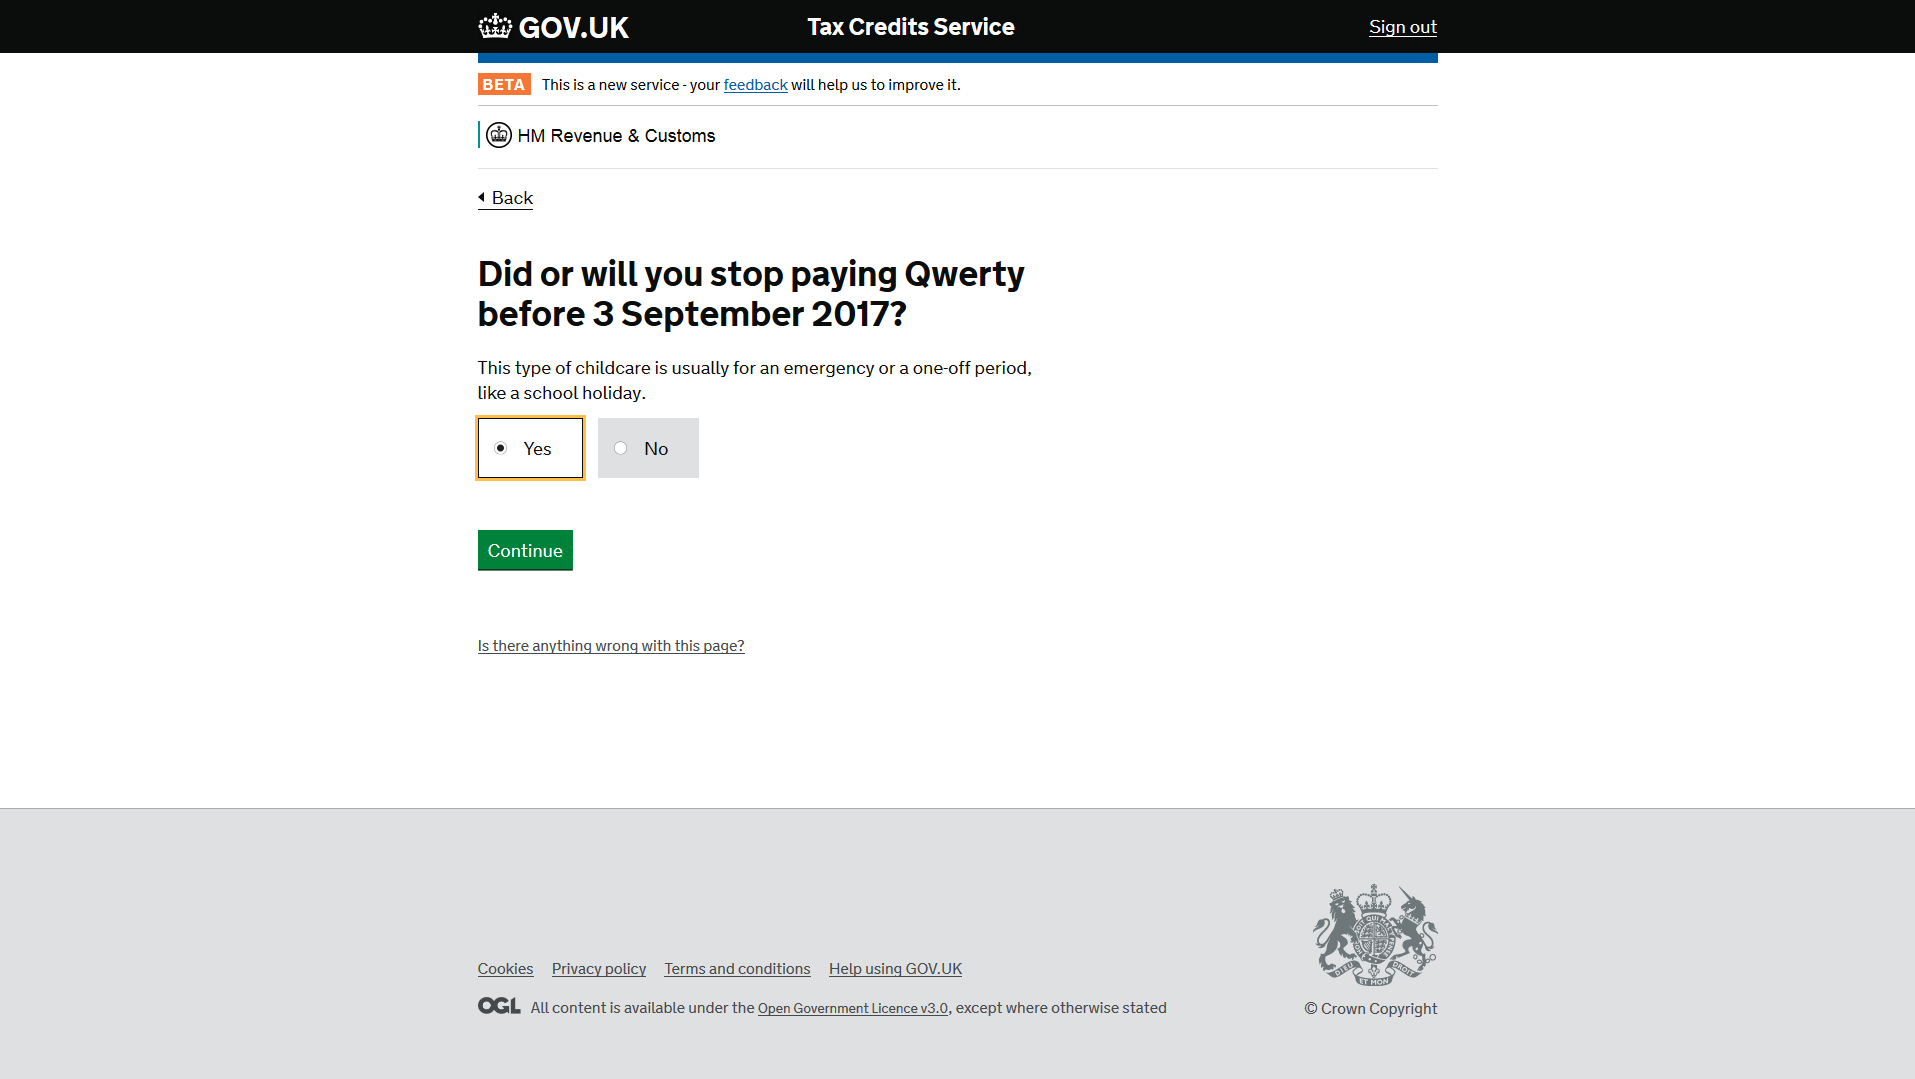 GOV.UK Tax Credits Service Sign out
BETA This is a new service - your feedback will help us to improve it.
HM Revenue & Customs
Back
Did or will you stop paying Qwerty
before 3 September 2017?
This type of childcare is usually for an emergency or a one-off period,
like a school holiday.
Yes No
Continue
Is there anything wrong with this page?
Cookies Privacy policy Terms and conditions Help using GOV.UK
OGL All content is available under the Open Government Licence v3.0, except where otherwise stated
© Crown Copyright